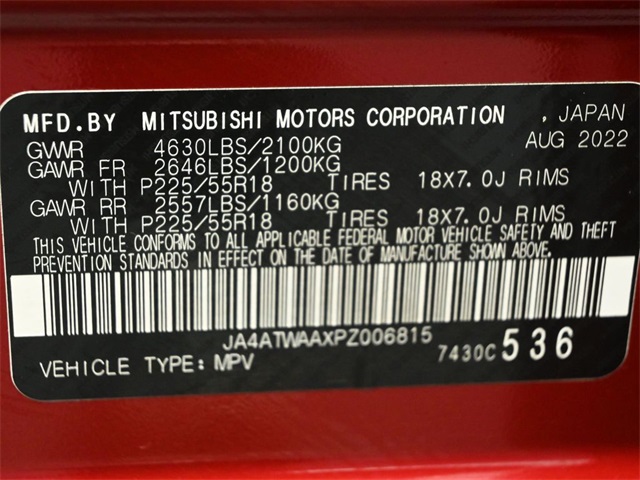 MFD.BY MITSUBISHI MOTORS CORPORATION , JAPAN
GVWR 4630LBS/2100KG AUG 2022
GAWR FR 2646LBS/1200KG
WITH P225/55R18 TIRES 18X7.0J RIMS
GAWR RR 2557LBS/1160KG
WITH P225/55R18 TIRES 18X7.0J RIMS
THIS VEHICLE CONFORMS TO ALL APPLICABLE FEDERAL MOTOR VEHICLE SAFETY AND THEFT
PREVENTION STANDARDS IN EFFECT ON THE DATE OF MANUFACTURE SHOWN ABOVE.
JA4ATWAAXPZ006815
VEHICLE TYPE: MPV 7430C 536